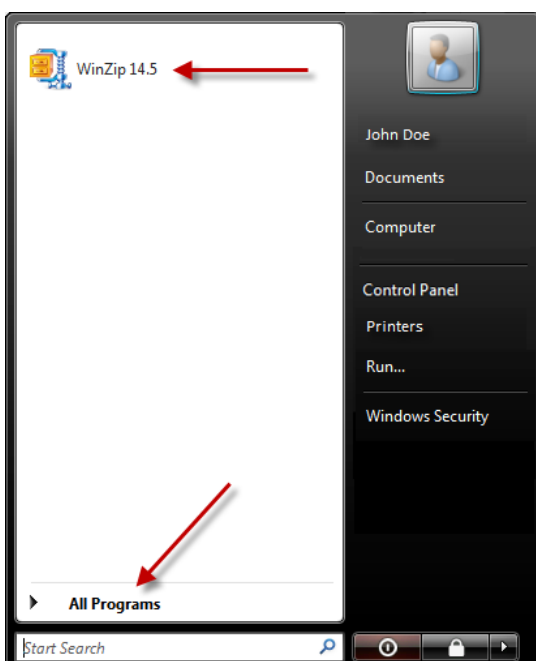 WinZip 14.5
All Programs
Start Search
John Doe
Documents
Computer
Control Panel
Printers
Run...
Windows Security